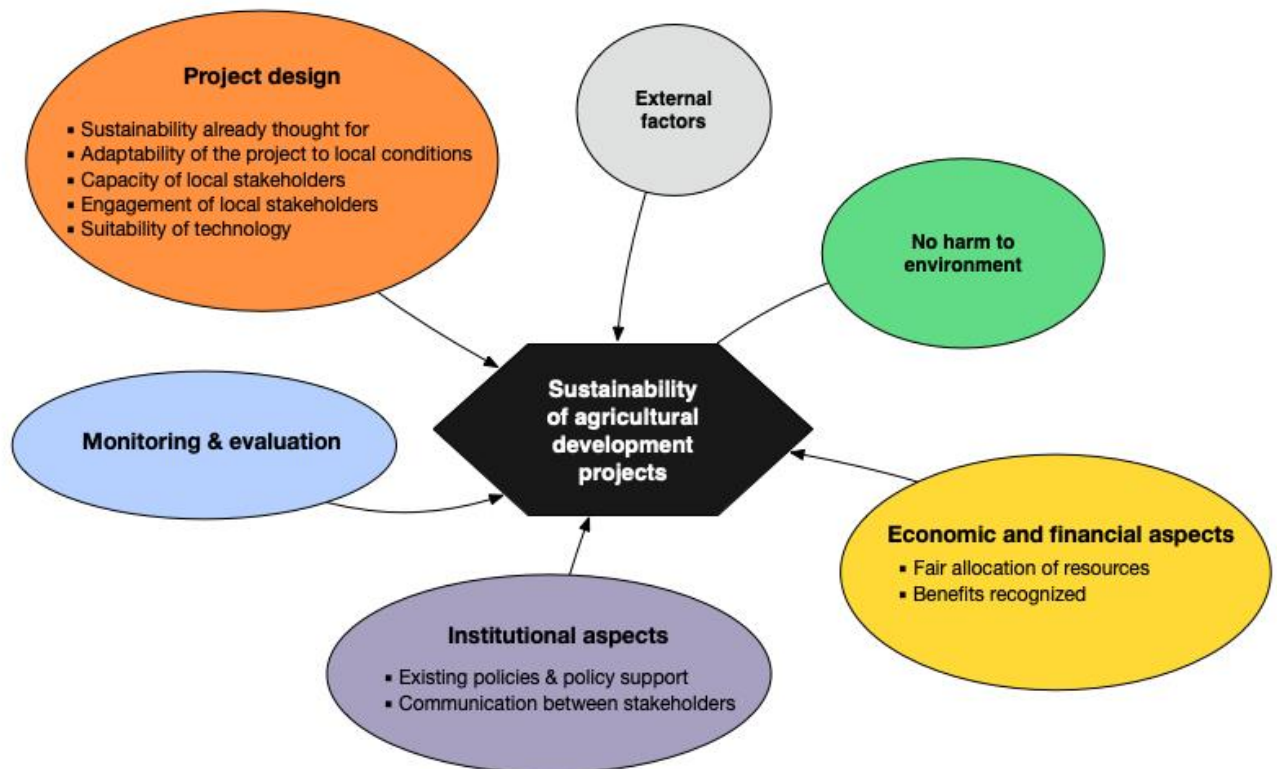 Project design
▪ Sustainability already thought for
▪ Adaptability of the project to local conditions
▪ Capacity of local stakeholders
▪ Engagement of local stakeholders
▪ Suitability of technology
External
factors
No harm to
environment
Sustainability
of agricultural
development
projects
Monitoring & evaluation
Economic and financial aspects
▪ Fair allocation of resources
▪ Benefits recognized
Institutional aspects
▪ Existing policies & policy support
▪ Communication between stakeholders